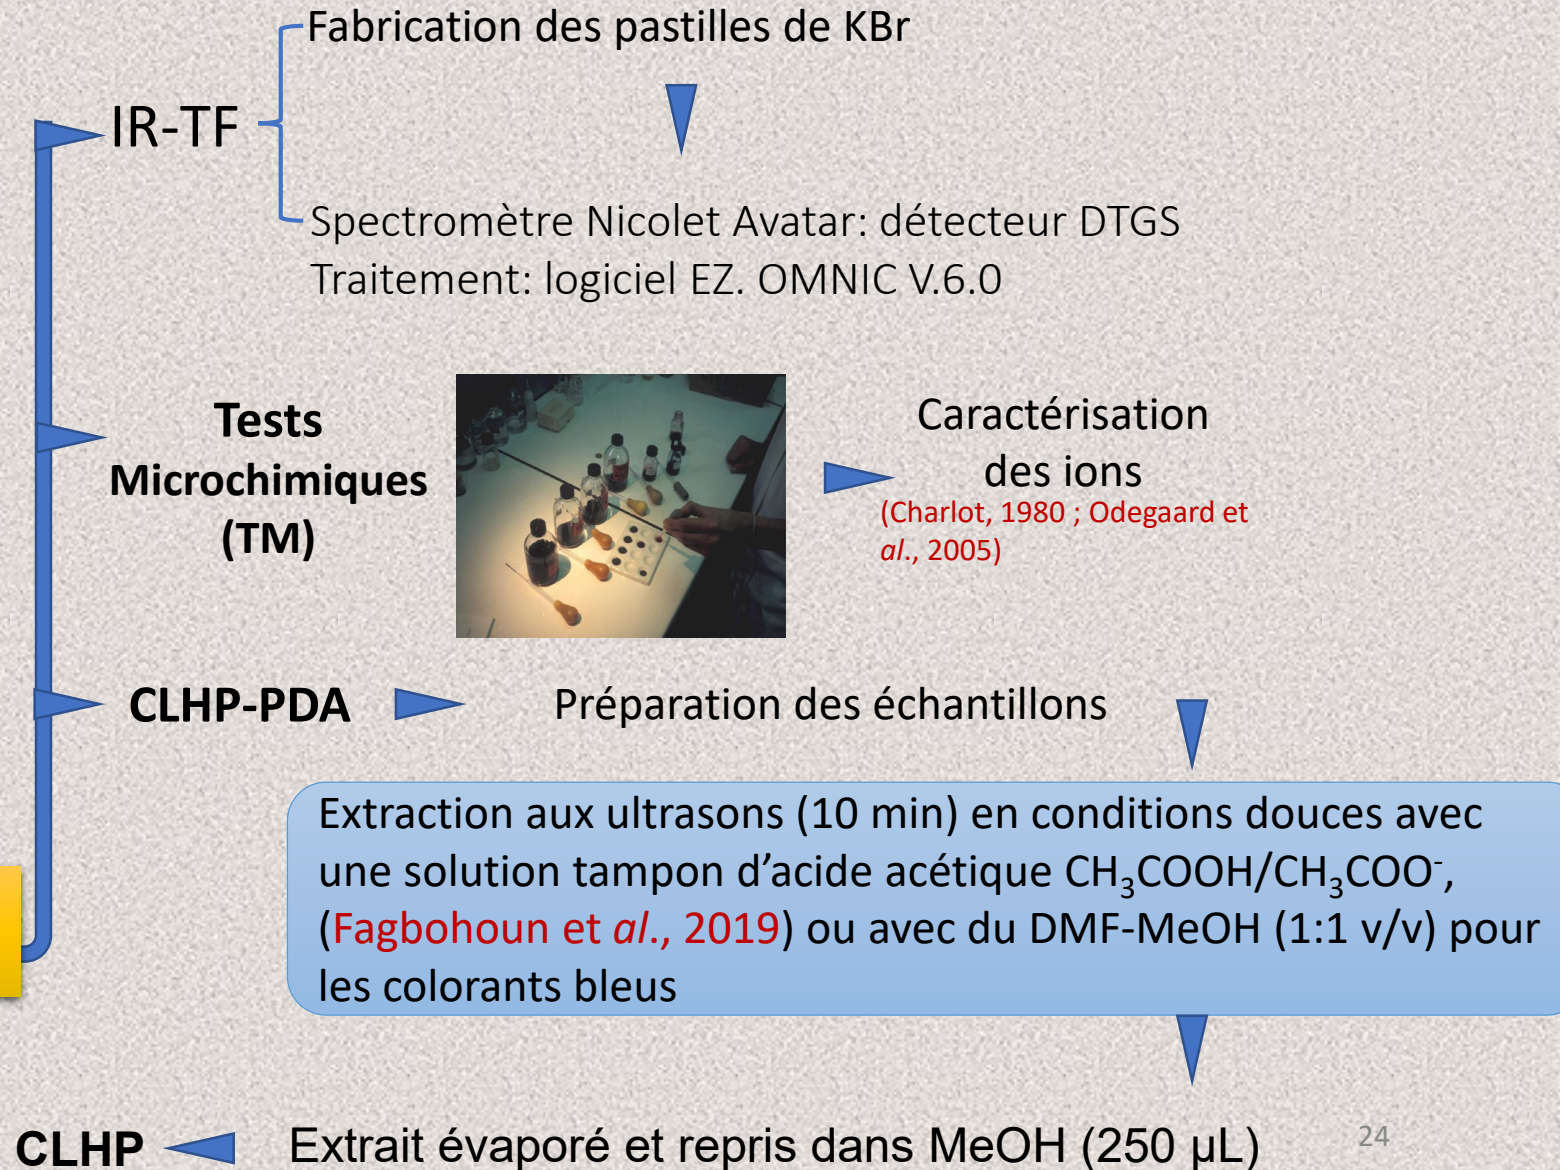 Fabrication des pastilles de KBr
IR-TF
Spectromètre Nicolet Avatar: détecteur DTGS
Traitement: logiciel EZ. OMNIC V.6.0
Tests
Microchimiques
(TM)
Caractérisation
des ions
(Charlot, 1980 ; Odegaard et
al., 2005)
CLHP-PDA
Préparation des échantillons
Extraction aux ultrasons (10 min) en conditions douces avec
une solution tampon d’acide acétique CH₃COOH/CH₃COO⁻,
(Fagbohoun et al., 2019) ou avec du DMF-MeOH (1:1 v/v) pour
les colorants bleus
CLHP
Extrait évaporé et repris dans MeOH (250 µL)
24